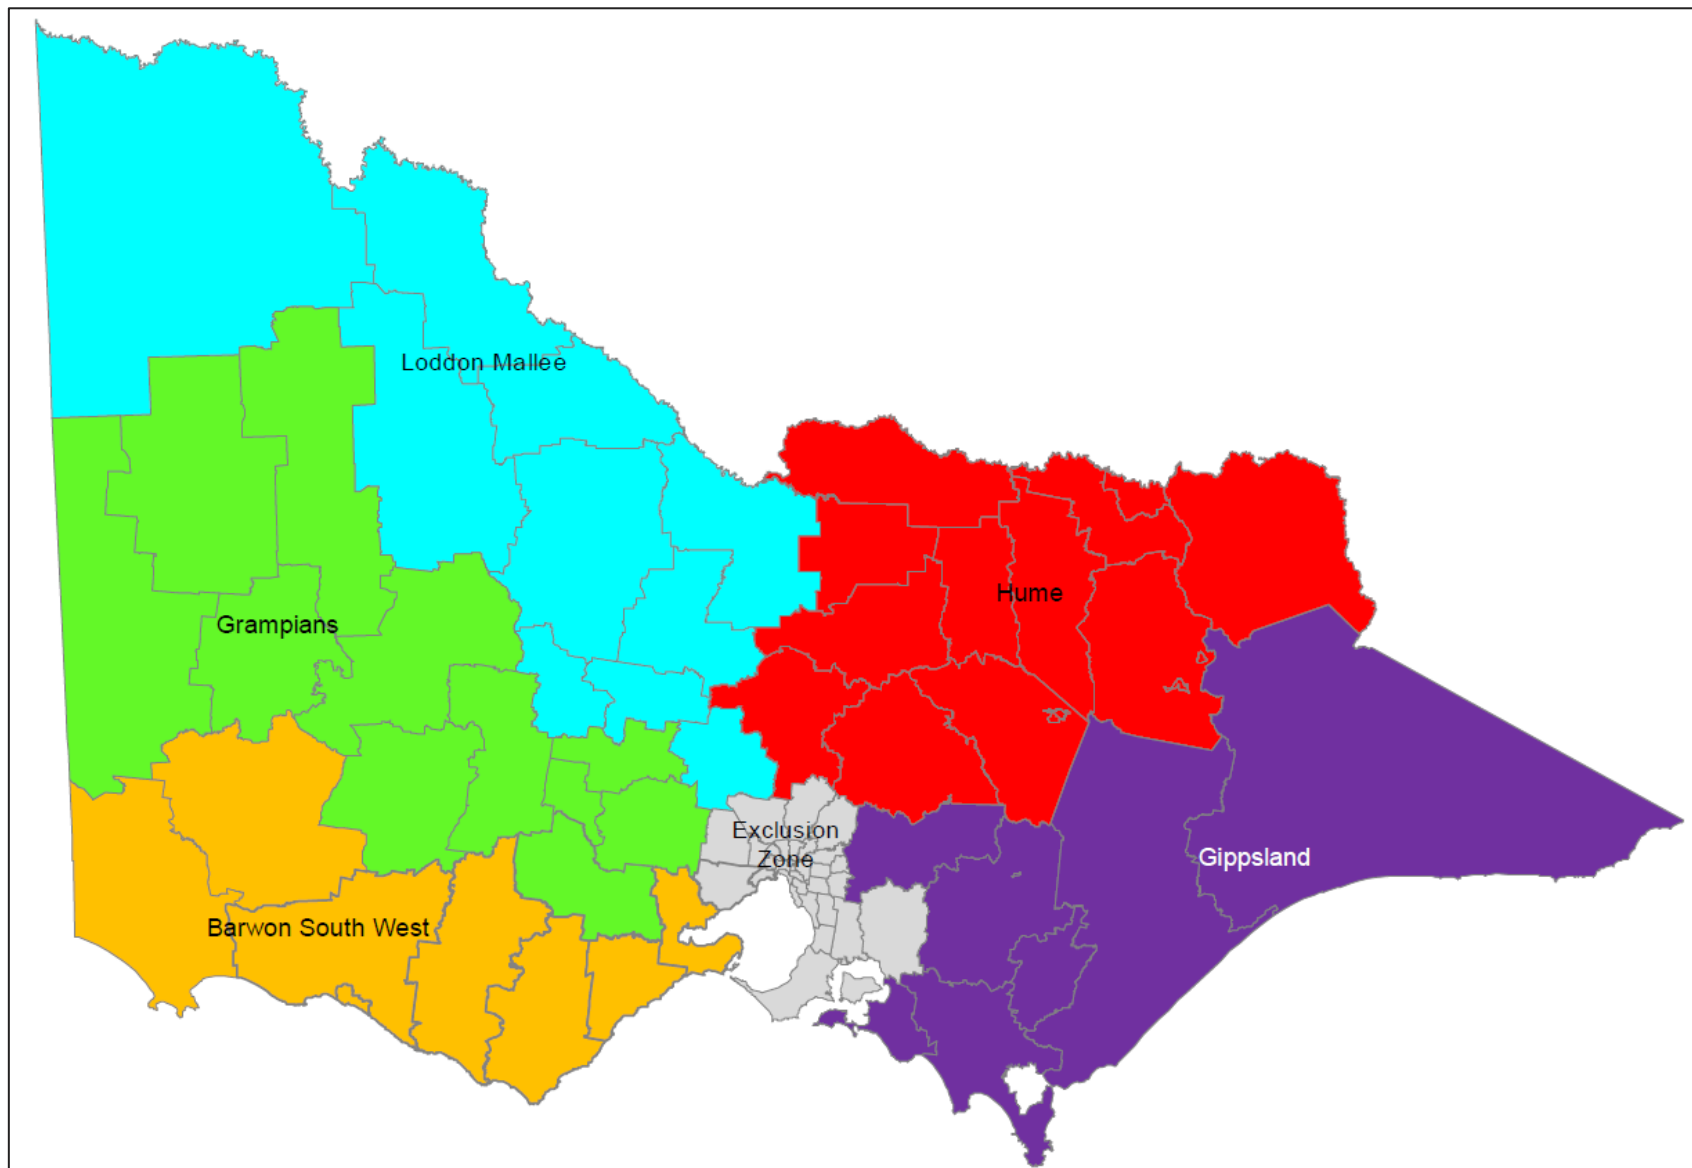 Loddon Mallee
Hume
Grampians
Exclusion
Zone
Gippsland
Barwon South West